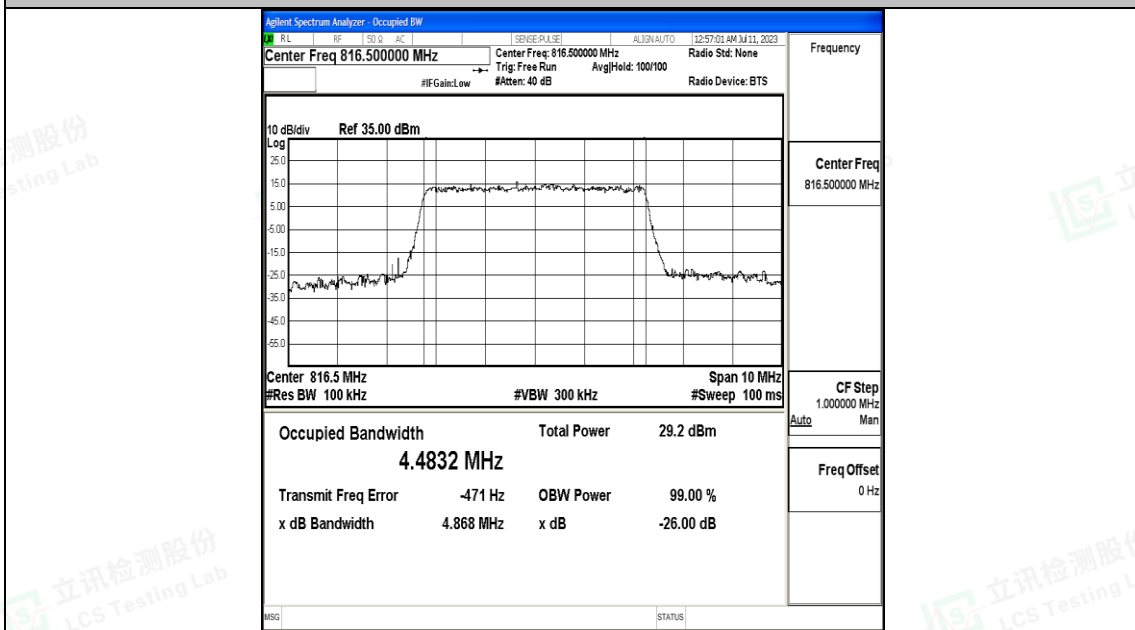 Agilent Spectrum Analyzer - Occupied BW
RL RF 50 Ω AC SENSE:PULSE ALIGNAUTO 12:57:01 AM Jul 11, 2023
Center Freq 816.500000 MHz
Center Freq: 816.500000 MHz Radio Std: None
Trig: Free Run Avg|Hold: 100/100
#IFGain:Low #Atten: 40 dB Radio Device: BTS
Frequency
10 dB/div Ref 35.00 dBm
Log
25.0
15.0
5.00
-5.00
-15.0
-25.0
-35.0
-45.0
-55.0
Center Freq
816.500000 MHz
Center 816.5 MHz Span 10 MHz
#Res BW 100 kHz #VBW 300 kHz #Sweep 100 ms
CF Step
1.000000 MHz
Auto Man
Occupied Bandwidth Total Power 29.2 dBm
4.4832 MHz
Transmit Freq Error -471 Hz OBW Power 99.00 %
x dB Bandwidth 4.868 MHz x dB -26.00 dB
Freq Offset
0 Hz
MSG STATUS
立讯检测股份
LCS Testing Lab
立讯检测股份
LCS Testing L